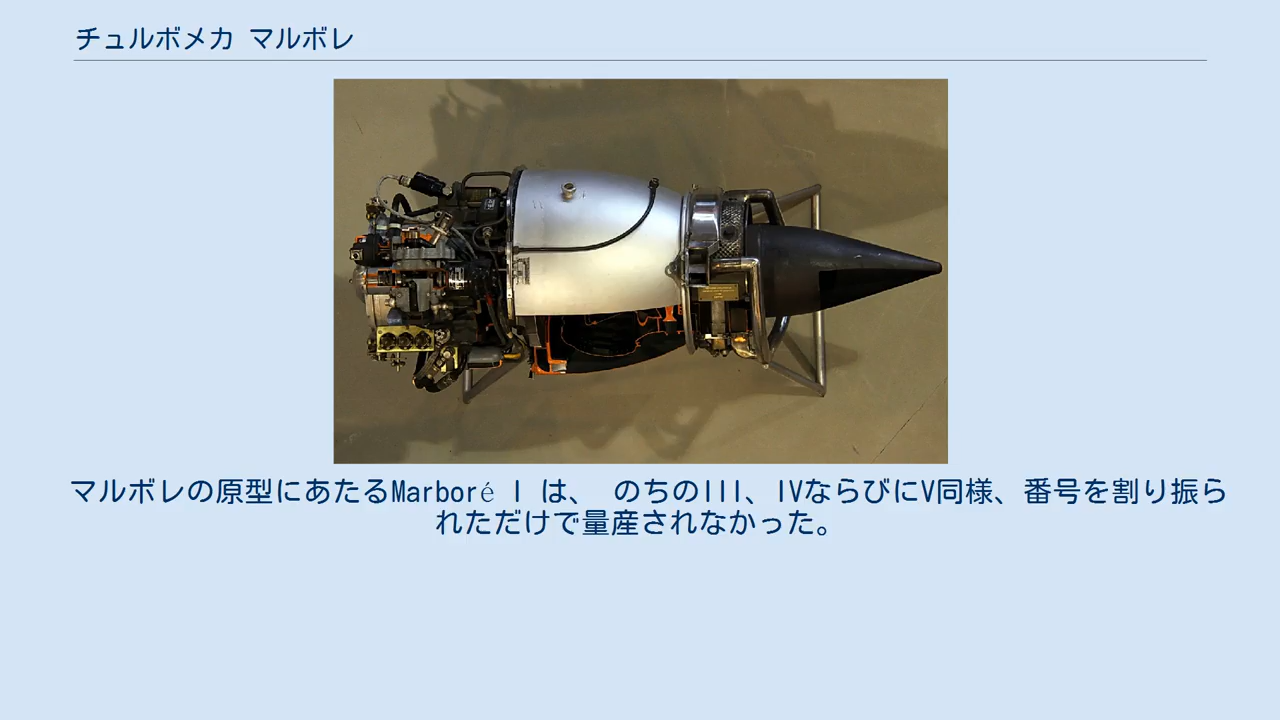 チュルボメカ マルボレ
マルボレの原型にあたるMarboré I は、 のちのIII、IVならびにV同様、番号を割り振ら
れただけで量産されなかった。